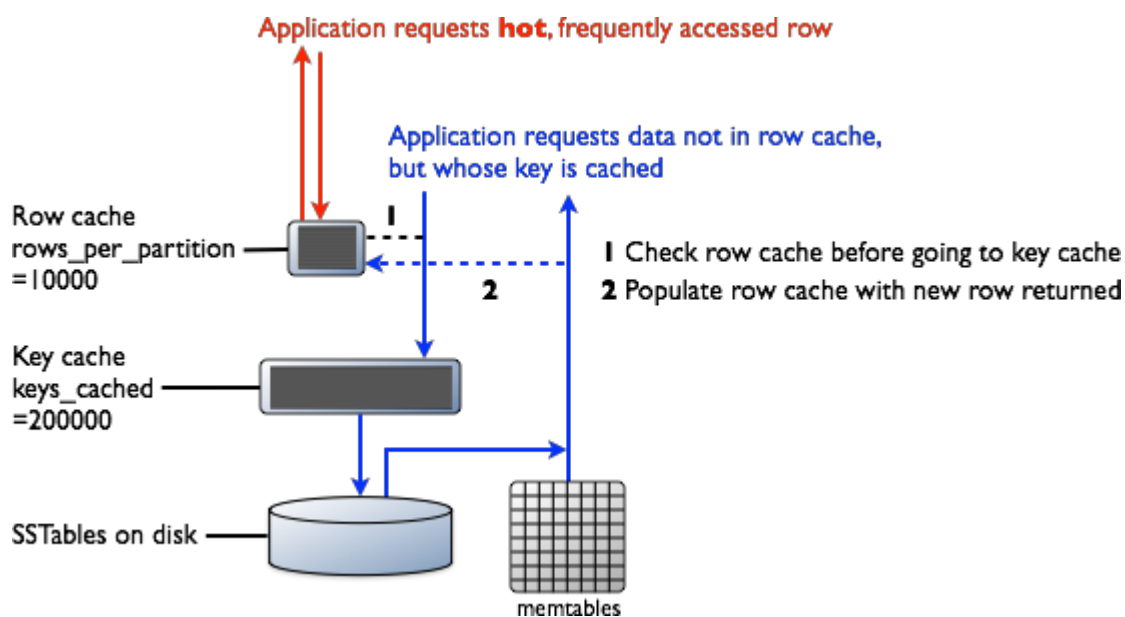 Application requests hot, frequently accessed row
Application requests data not in row cache,
but whose key is cached
Row cache
rows_per_partition
=10000
1
2
1 Check row cache before going to key cache
2 Populate row cache with new row returned
Key cache
keys_cached
=200000
SSTables on disk
memtables